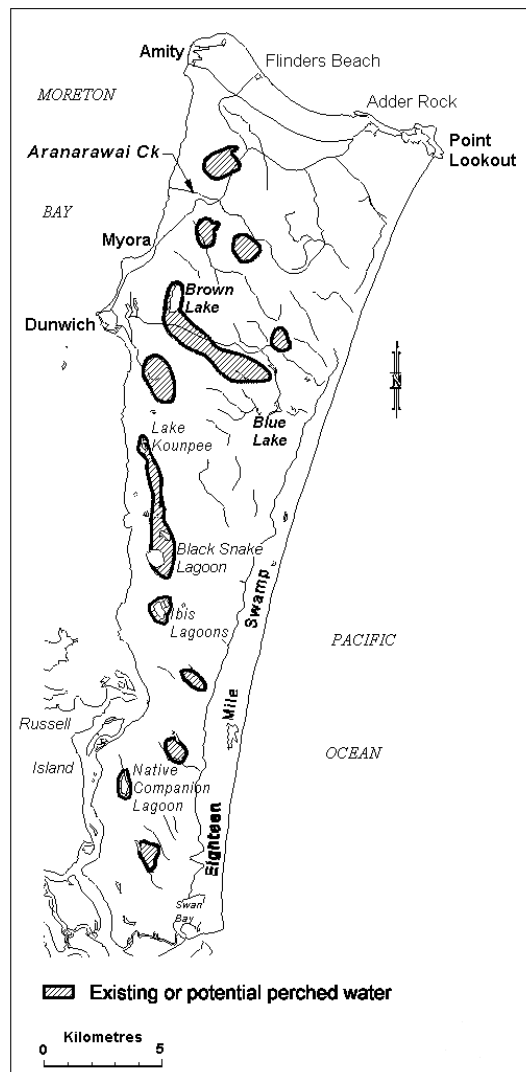 Amity
Flinders Beach
MORETON
Adder Rock
Point
Lookout
Aranarawai Ck
BAY
Myora
Brown
Lake
Dunwich
N
Blue
Lake
Lake
Kounpee
Black Snake
Lagoon
Ibis
Lagoons
Swamp
PACIFIC
Mile
Russell
OCEAN
Island
Native
Companion
Lagoon
Eighteen
Swan
Bay
Existing or potential perched water
Kilometres
0 5